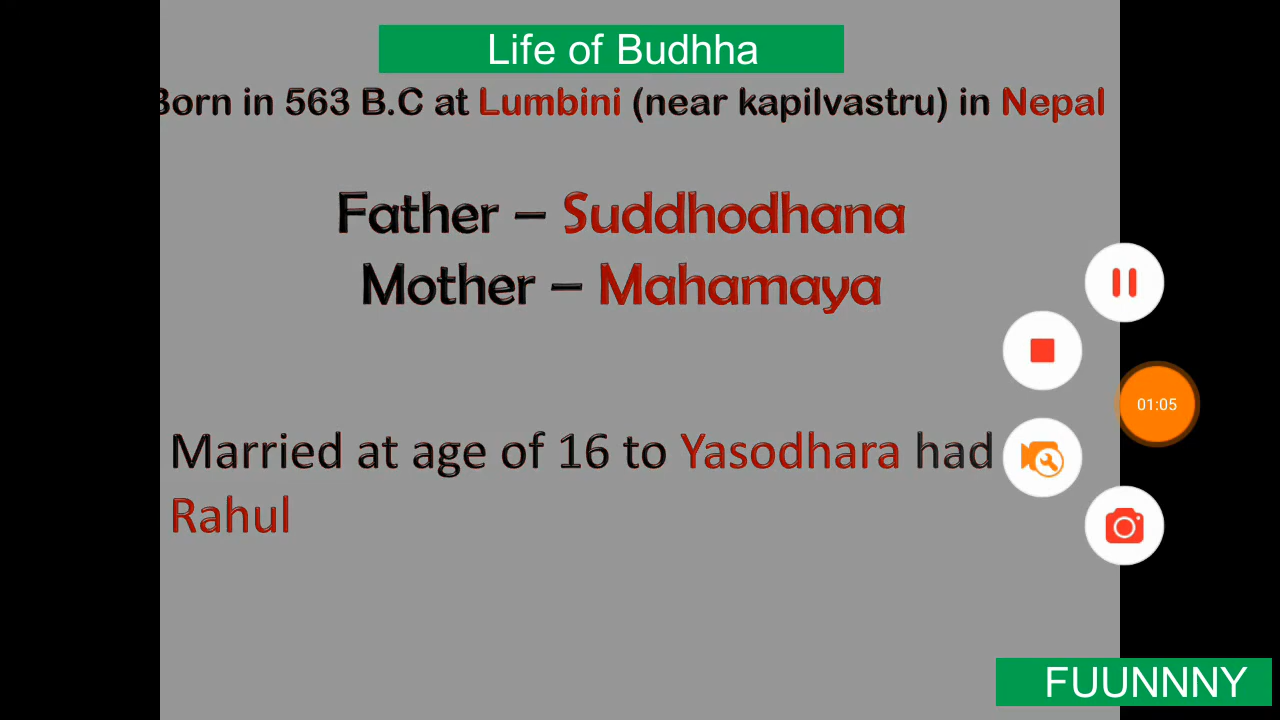 Life of Budhha
Born in 563 B.C at Lumbini (near kapilvastru) in Nepal
Father – Suddhodhana
Mother – Mahamaya
Married at age of 16 to Yasodhara had
Rahul
01:05
FUUNNNY